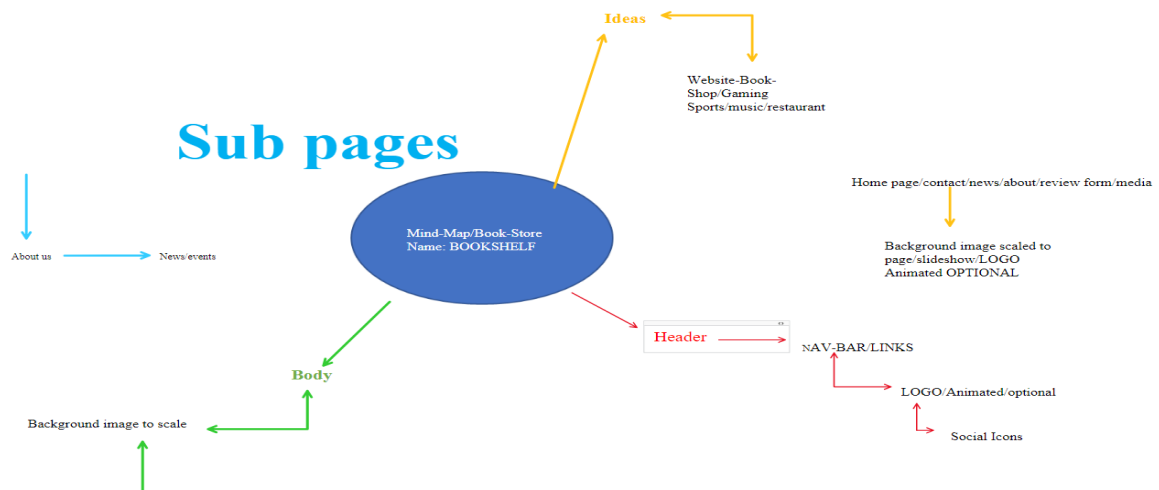 Ideas
Website-Book-
Shop/Gaming
Sports/music/restaurant
Sub pages
Home page/contact/news/about/review form/media
Mind-Map/Book-Store
Name: BOOKSHELF
About us
News/events
Background image scaled to
page/slideshow/LOGO
Animated OPTIONAL
Header
NAV-BAR/LINKS
Body
LOGO/Animated/optional
Background image to scale
Social Icons